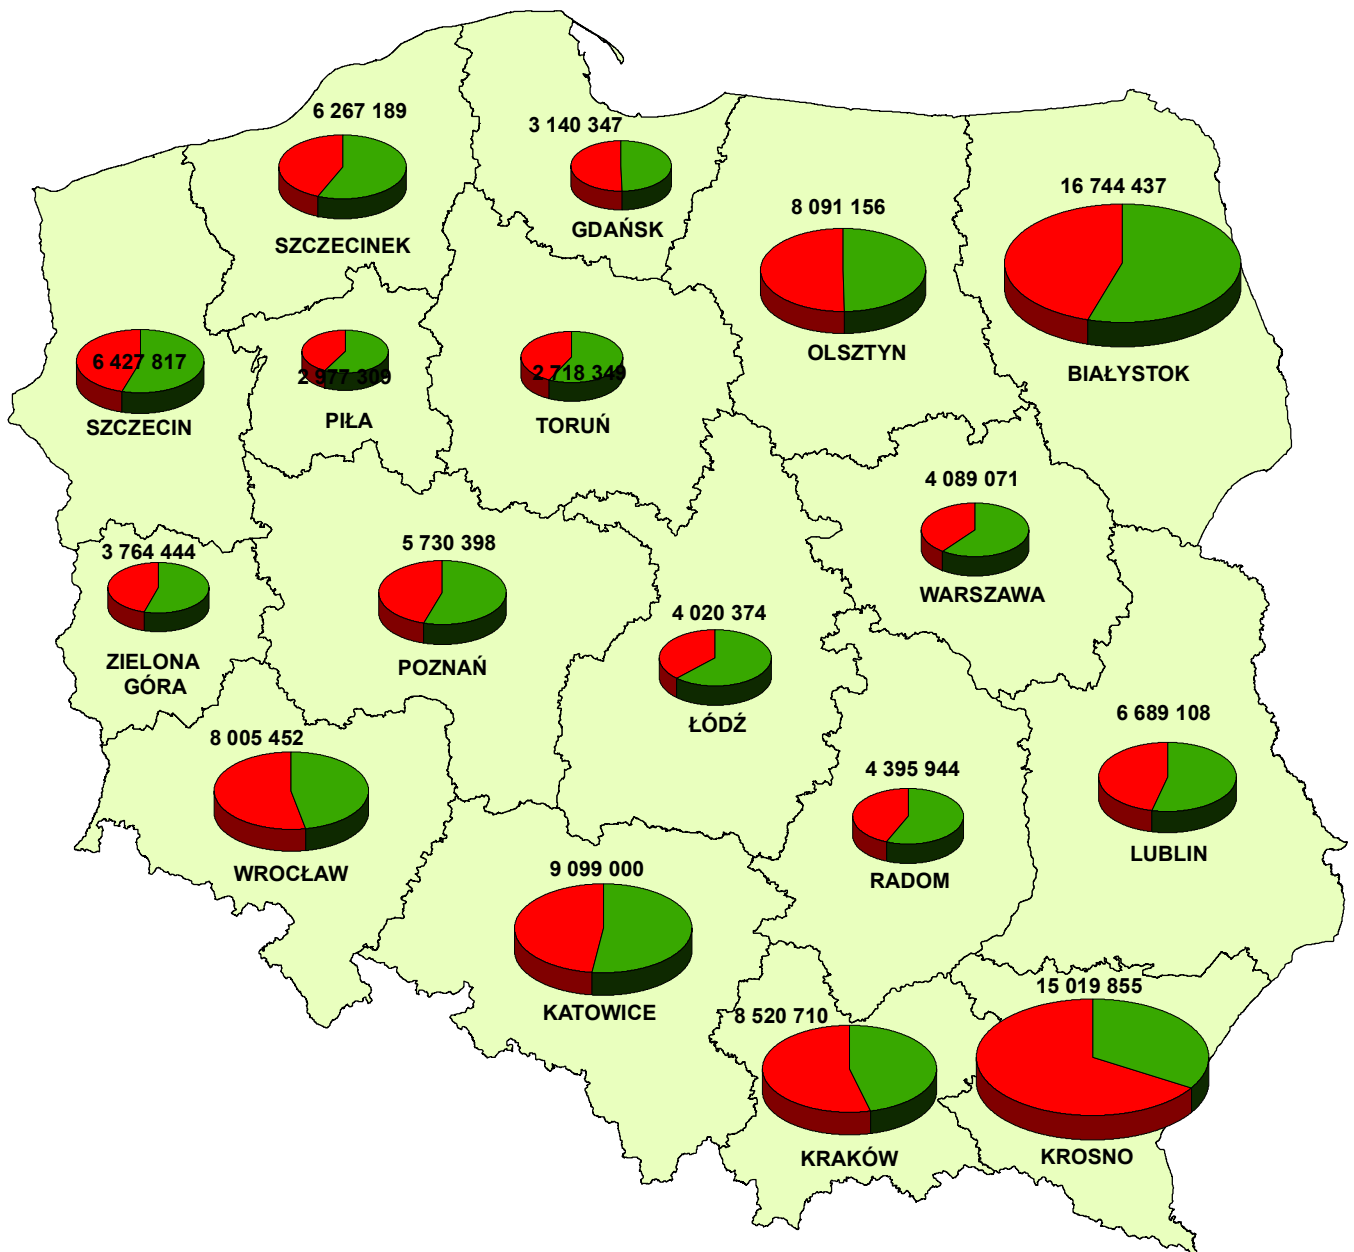 6 267 189
SZCZECINEK
3 140 347
GDAŃSK
8 091 156
OLSZTYN
16 744 437
BIAŁYSTOK
6 427 817
SZCZECIN
2 977 309
PIŁA
2 718 349
TORUŃ
4 089 071
WARSZAWA
3 764 444
ZIELONA
GÓRA
5 730 398
POZNAŃ
4 020 374
ŁÓDŹ
8 005 452
WROCŁAW
4 395 944
RADOM
6 689 108
LUBLIN
9 099 000
KATOWICE
8 520 710
KRAKÓW
15 019 855
KROSNO